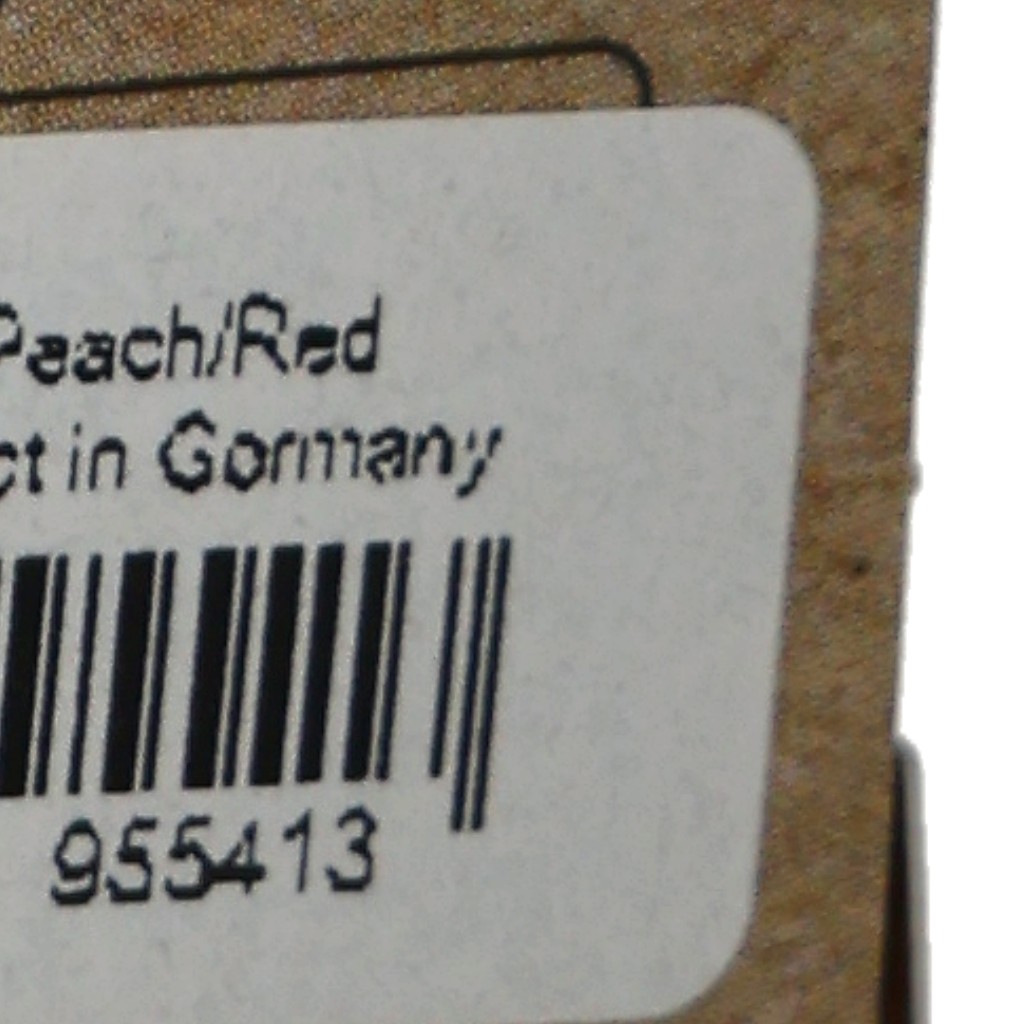 Peach/Red
ct in Germany
955413